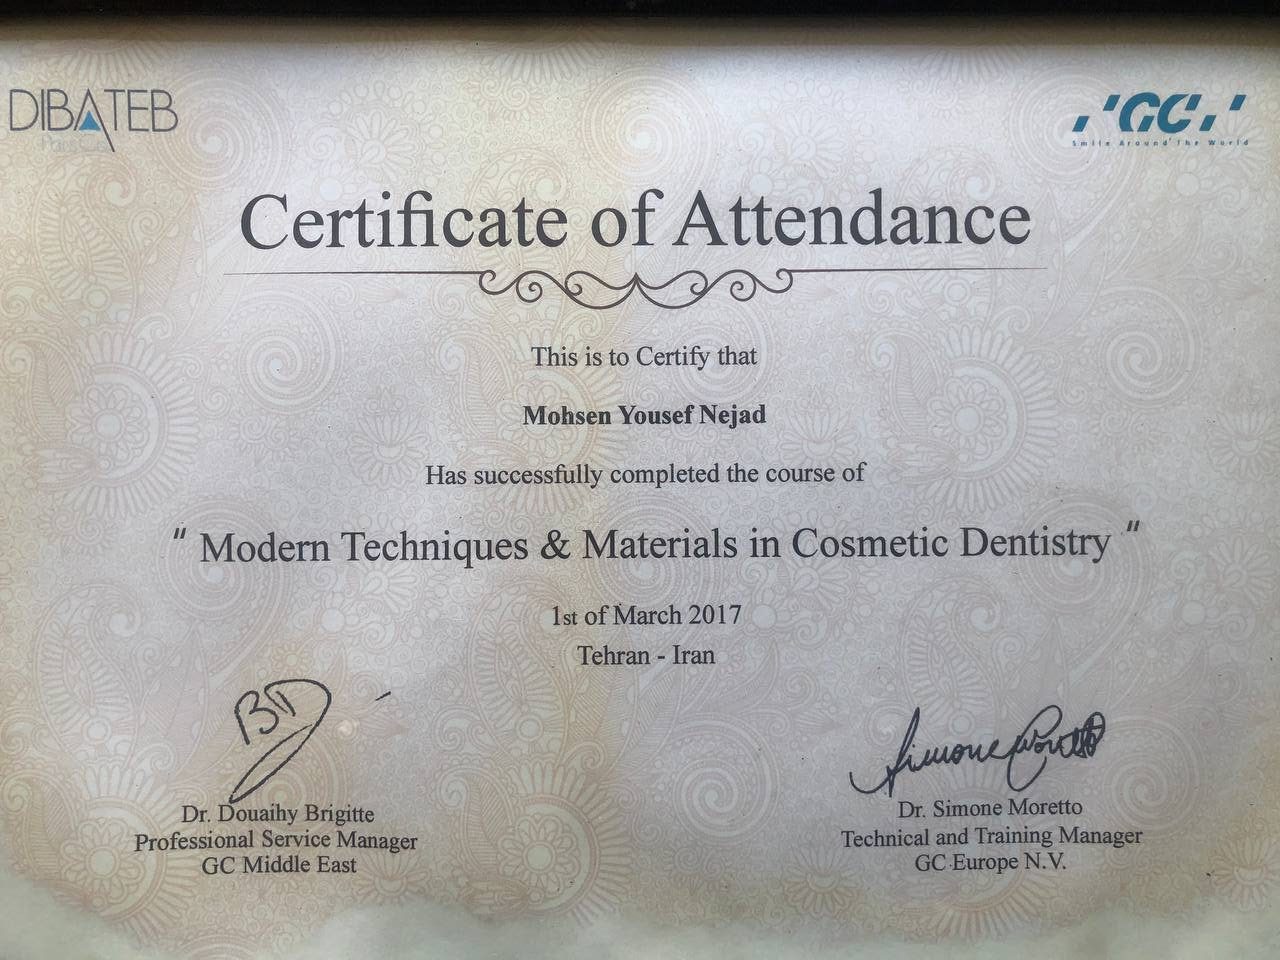 DIBATEB
GC
Smile Around The World
Certificate of Attendance
This is to Certify that
Mohsen Yousef Nejad
Has successfully completed the course of
" Modern Techniques & Materials in Cosmetic Dentistry "
1st of March 2017
Tehran - Iran
Dr. Douaihy Brigitte
Professional Service Manager
GC Middle East
Simone Moretto
Dr. Simone Moretto
Technical and Training Manager
GC Europe N.V.